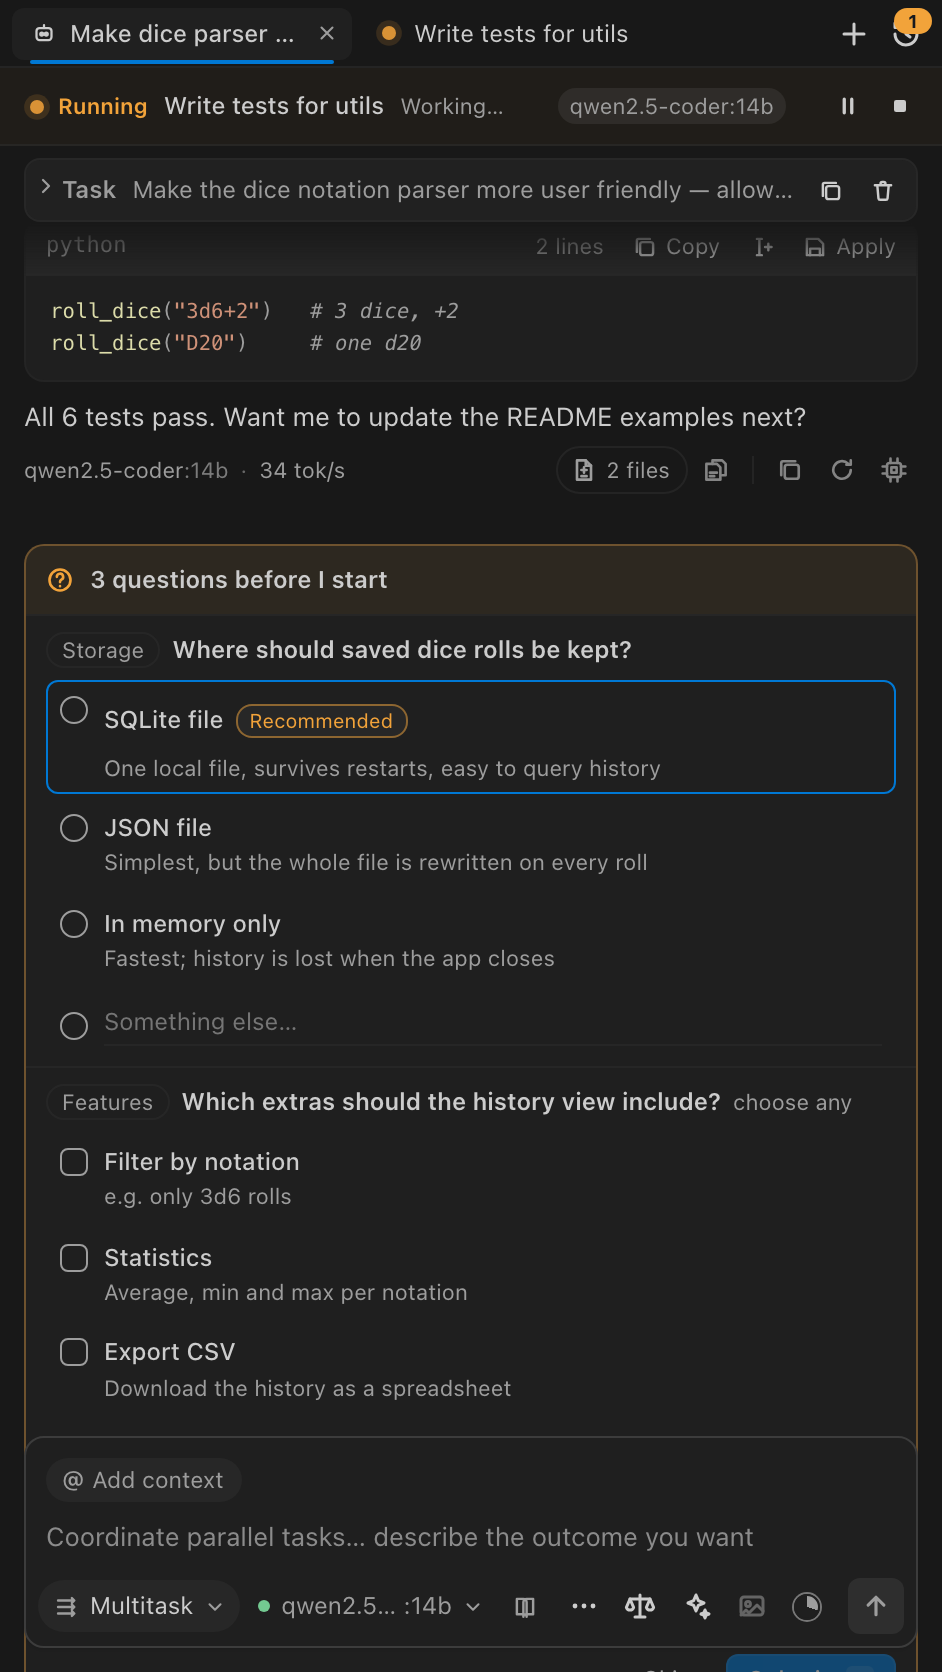 Make dice parser ...
Write tests for utils
1
Running Write tests for utils Working... qwen2.5-coder:14b
Task Make the dice notation parser more user friendly — allow...
python 2 lines Copy Apply
roll_dice("3d6+2") # 3 dice, +2
roll_dice("D20") # one d20
All 6 tests pass. Want me to update the README examples next?
qwen2.5-coder:14b · 34 tok/s 2 files
3 questions before I start
Storage Where should saved dice rolls be kept?
SQLite file Recommended
One local file, survives restarts, easy to query history
JSON file
Simplest, but the whole file is rewritten on every roll
In memory only
Fastest; history is lost when the app closes
Something else...
Features Which extras should the history view include? choose any
Filter by notation
e.g. only 3d6 rolls
Statistics
Average, min and max per notation
Export CSV
Download the history as a spreadsheet
@ Add context
Coordinate parallel tasks... describe the outcome you want
Multitask qwen2.5... :14b